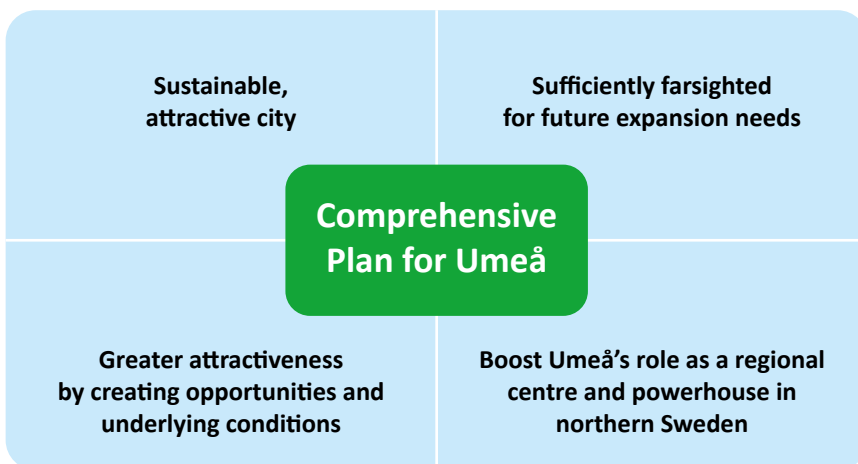 Sustainable,
attractive city
Sufficiently farsighted
for future expansion needs
Comprehensive
Plan for Umeå
Greater attractiveness
by creating opportunities and
underlying conditions
Boost Umeå’s role as a regional
centre and powerhouse in
northern Sweden